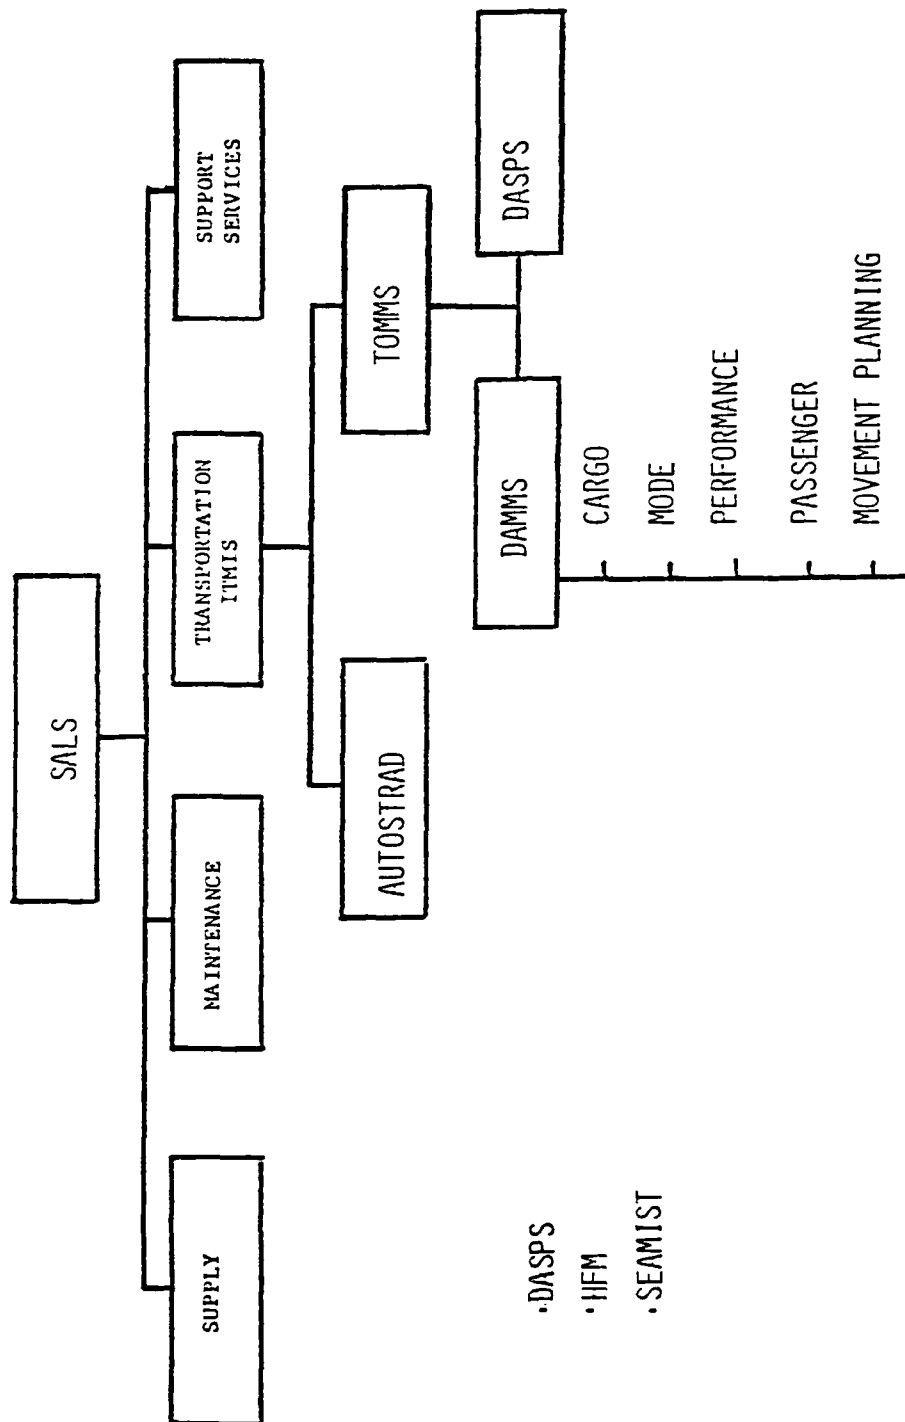 SALS
SUPPLY
MAINTENANCE
TRANSPORTATION
ITMIS
SUPPORT
SERVICES
AUTOSTRAD
TOMMS
DAMMS
DASPS
CARGO
MODE
PERFORMANCE
PASSENGER
MOVEMENT PLANNING
·DASPS
·HFM
·SEAMIST